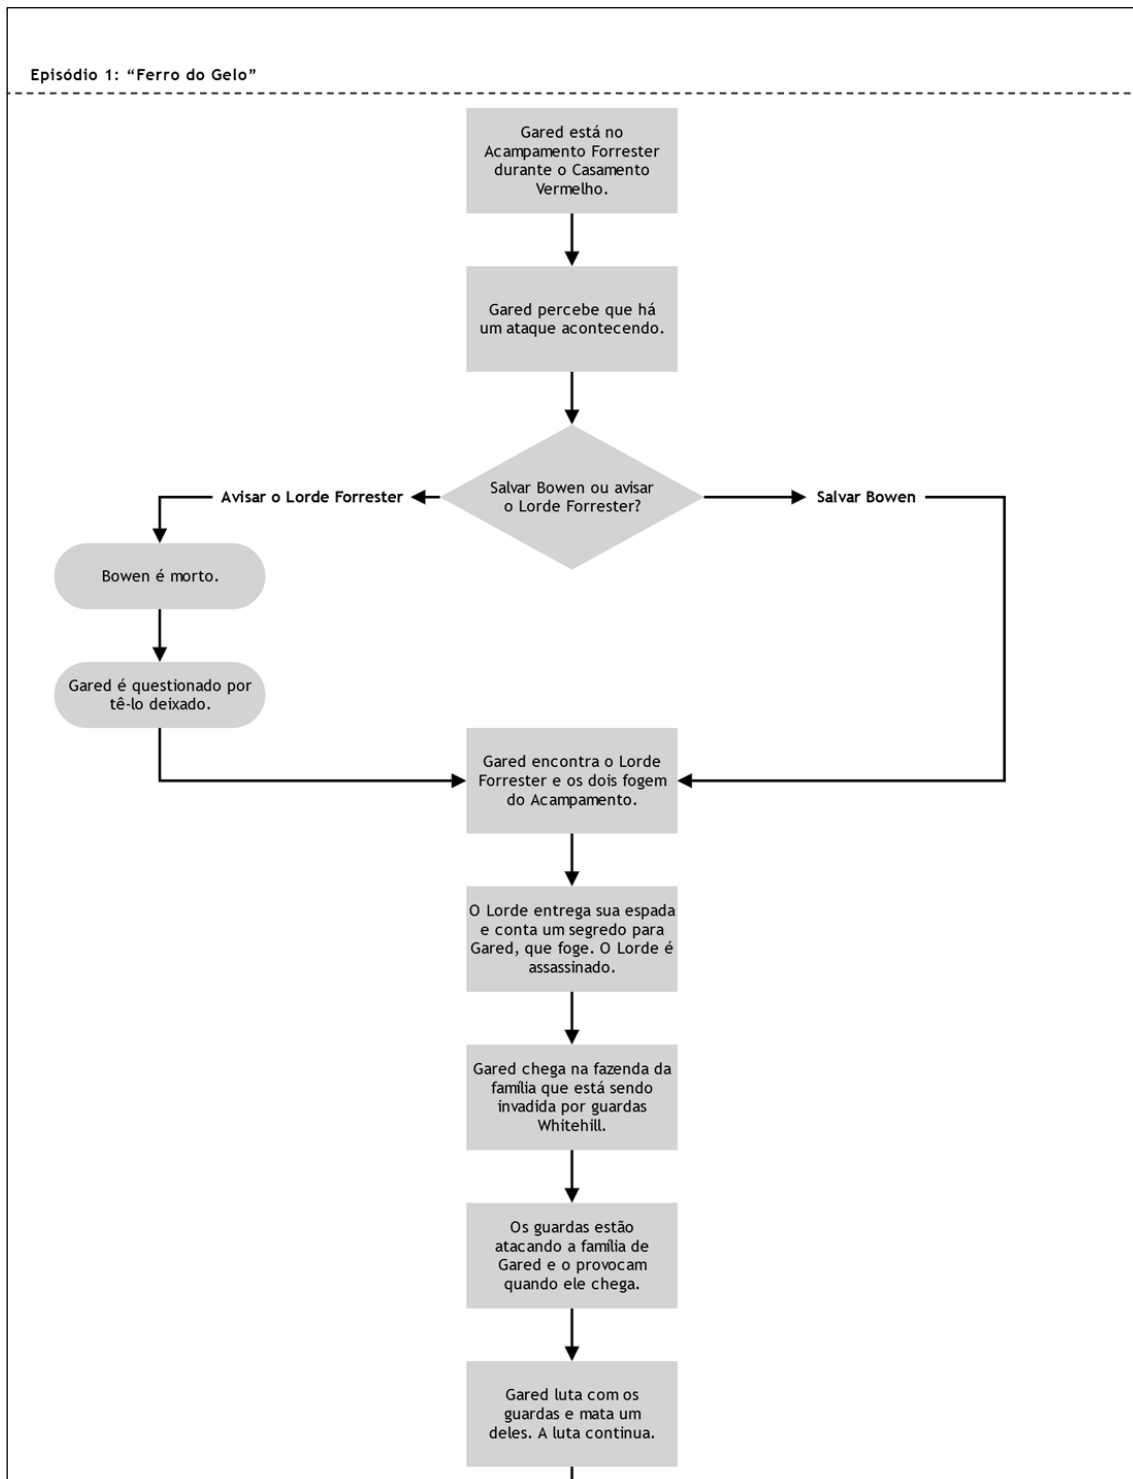 Episódio 1: “Ferro do Gelo”
Gared está no
Acampamento Forrester
durante o Casamento
Vermelho.
Gared percebe que há
um ataque acontecendo.
Salvar Bowen ou avisar
o Lorde Forrester?
Avisar o Lorde Forrester
Salvar Bowen
Bowen é morto.
Gared é questionado por
tê-lo deixado.
Gared encontra o Lorde
Forrester e os dois fogem
do Acampamento.
O Lorde entrega sua espada
e conta um segredo para
Gared, que foge. O Lorde é
assassinado.
Gared chega na fazenda da
família que está sendo
invadida por guardas
Whitehill.
Os guardas estão
atacando a família de
Gared e o provocam
quando ele chega.
Gared luta com os
guardas e mata um
deles. A luta continua.